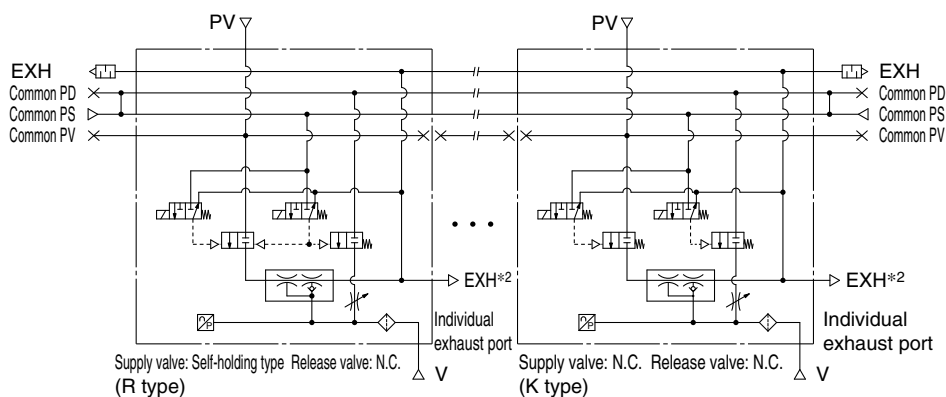 PV
PV
EXH
EXH
Common PD
Common PD
Common PS
Common PS
Common PV
Common PV
EXH*2
EXH*2
P
P
Individual
exhaust port
Individual
exhaust port
Supply valve: Self-holding type Release valve: N.C.
(R type)
V
Supply valve: N.C. Release valve: N.C.
(K type)
V